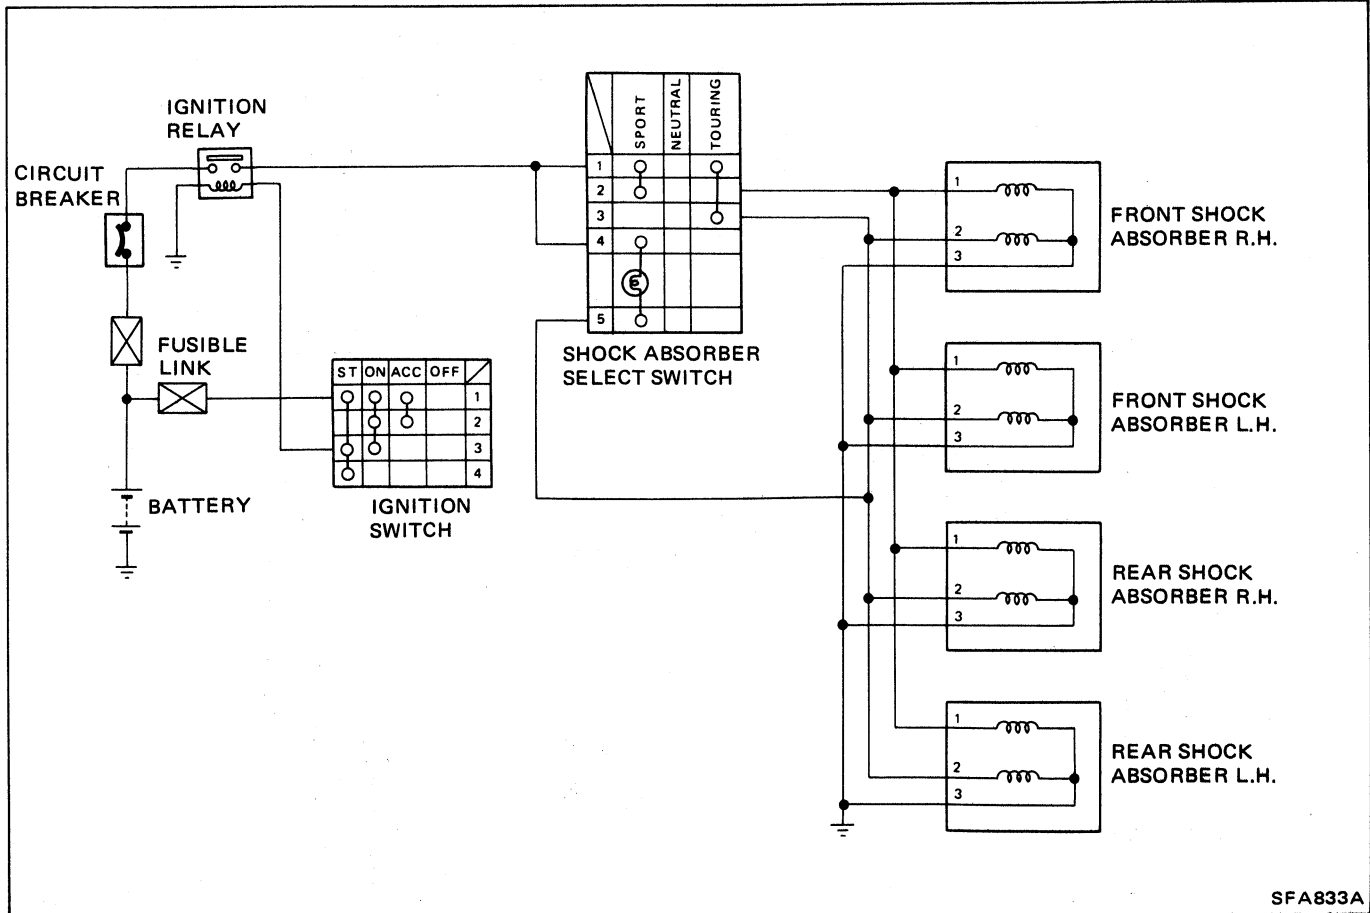 IGNITION
RELAY
CIRCUIT
BREAKER
FUSIBLE
LINK
BATTERY
ST ON ACC OFF
1
2
3
4
IGNITION
SWITCH
SPORT NEUTRAL TOURING
1
2
3
4
5
SHOCK ABSORBER
SELECT SWITCH
1
2
3
FRONT SHOCK
ABSORBER R.H.
1
2
3
FRONT SHOCK
ABSORBER L.H.
1
2
3
REAR SHOCK
ABSORBER R.H.
1
2
3
REAR SHOCK
ABSORBER L.H.
SFA833A